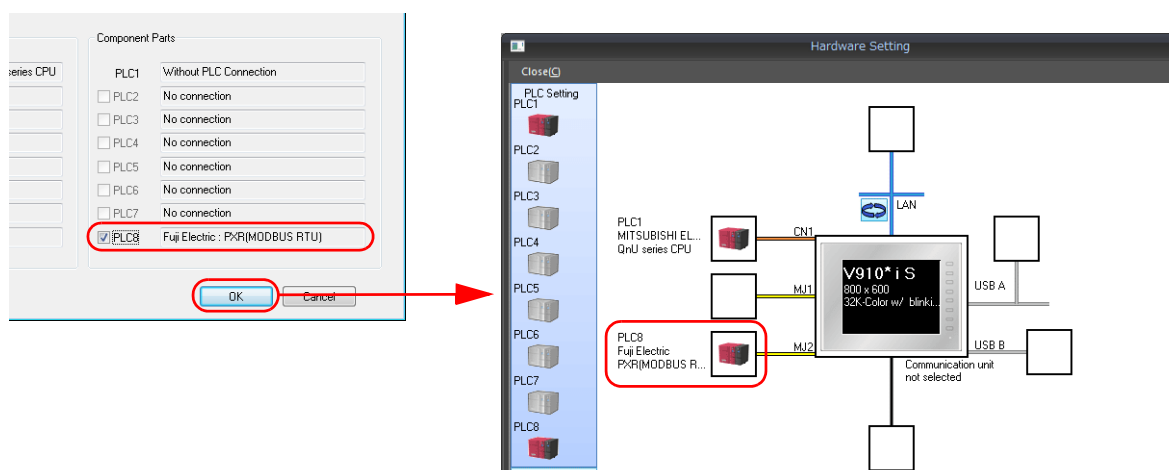 Component Parts
series CPU
PLC1 Without PLC Connection
PLC2 No connection
PLC3 No connection
PLC4 No connection
PLC5 No connection
PLC6 No connection
PLC7 No connection
PLC8 Fuji Electric : PXR(MODBUS RTU)
OK Cancel
Hardware Setting
Close(C)
PLC Setting
PLC1
PLC2
PLC3
PLC4
PLC5
PLC6
PLC7
PLC8
LAN
PLC1
MITSUBISHI EL...
QnU series CPU
CN1
MJ1
PLC8
Fuji Electric
PXR(MODBUS R...
MJ2
V910* i S
800 x 600
32K-Color w/ blinki...
USB A
USB B
Communication unit
not selected